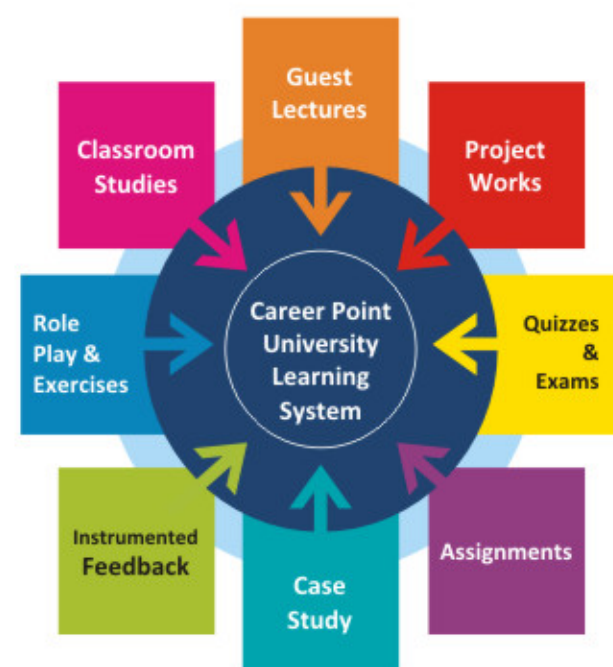 Guest
Lectures
Classroom
Studies
Project
Works
Role
Play &
Exercises
Career Point
University
Learning
System
Quizzes
&
Exams
Instrumented
Feedback
Case
Study
Assignments